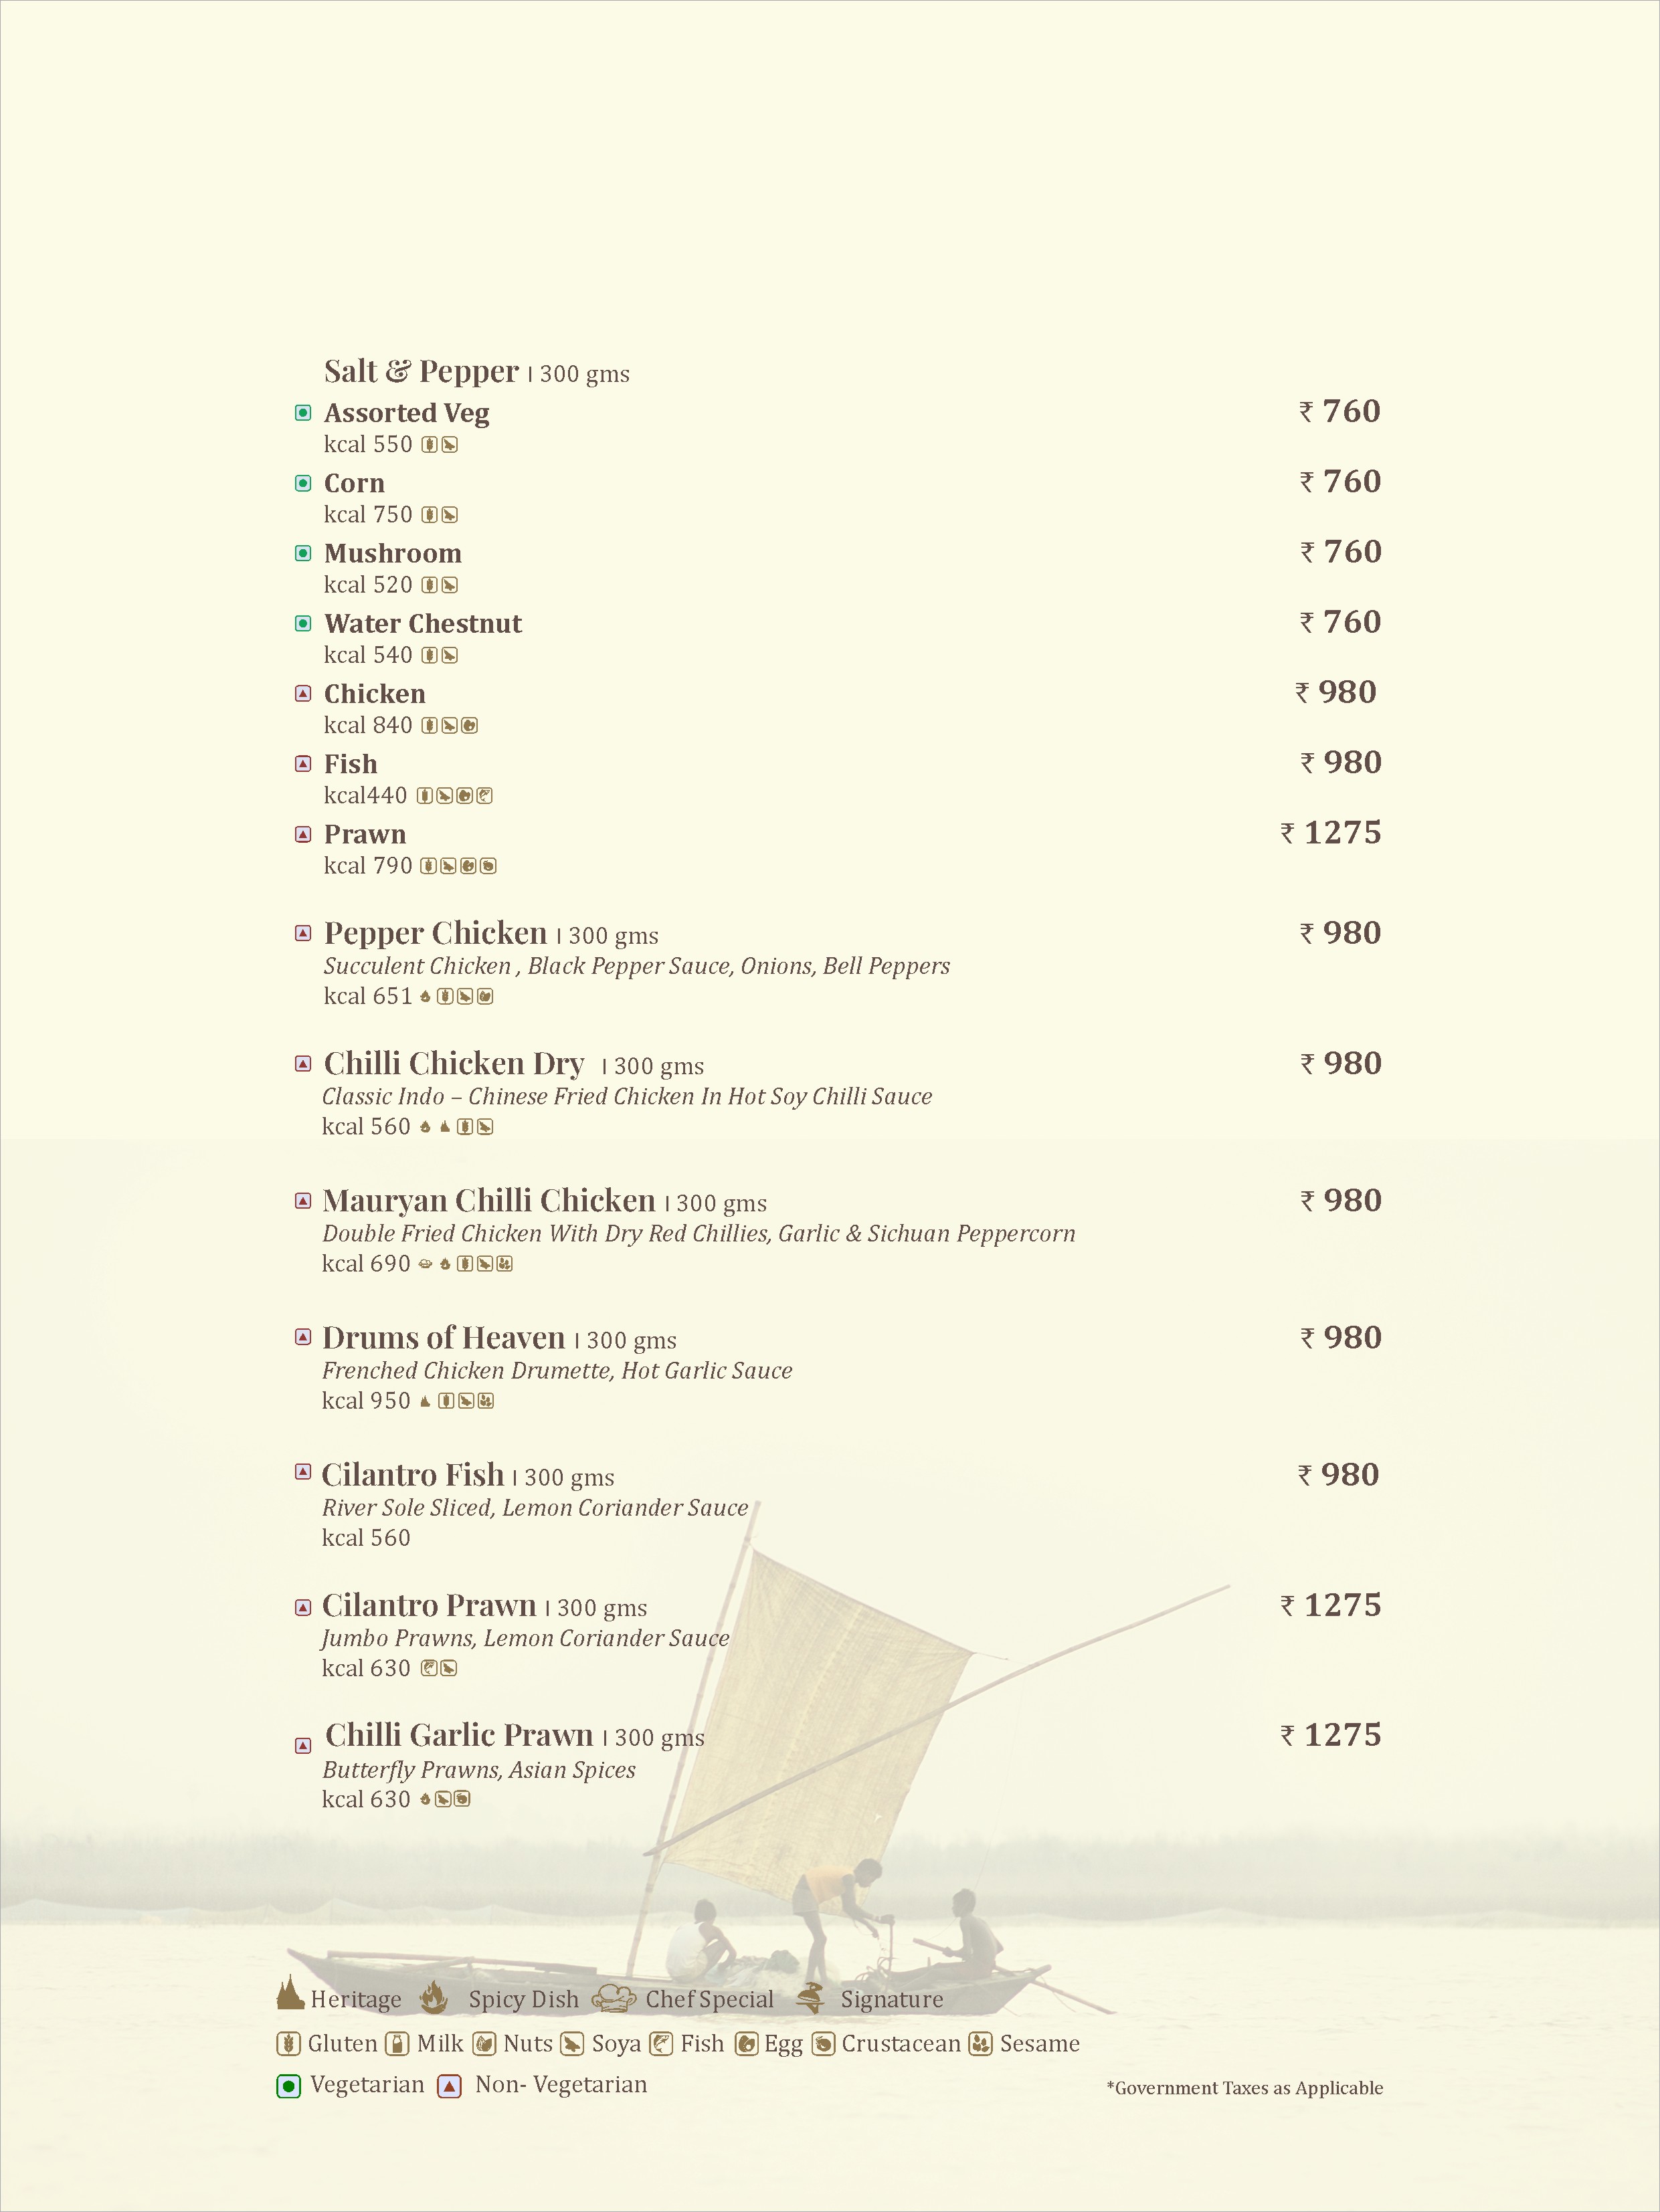 Salt & Pepper | 300 gms
Assorted Veg ₹ 760
kcal 550
Corn ₹ 760
kcal 750
Mushroom ₹ 760
kcal 520
Water Chestnut ₹ 760
kcal 540
Chicken ₹ 980
kcal 840
Fish ₹ 980
kcal440
Prawn ₹ 1275
kcal 790
Pepper Chicken | 300 gms ₹ 980
Succulent Chicken , Black Pepper Sauce, Onions, Bell Peppers
kcal 651
Chilli Chicken Dry | 300 gms ₹ 980
Classic Indo – Chinese Fried Chicken In Hot Soy Chilli Sauce
kcal 560
Mauryan Chilli Chicken | 300 gms ₹ 980
Double Fried Chicken With Dry Red Chillies, Garlic & Sichuan Peppercorn
kcal 690
Drums of Heaven | 300 gms ₹ 980
Frenched Chicken Drumette, Hot Garlic Sauce
kcal 950
Cilantro Fish | 300 gms ₹ 980
River Sole Sliced, Lemon Coriander Sauce
kcal 560
Cilantro Prawn | 300 gms ₹ 1275
Jumbo Prawns, Lemon Coriander Sauce
kcal 630
Chilli Garlic Prawn | 300 gms ₹ 1275
Butterfly Prawns, Asian Spices
kcal 630
Heritage Spicy Dish Chef Special Signature
Gluten Milk Nuts Soya Fish Egg Crustacean Sesame
Vegetarian Non- Vegetarian *Government Taxes as Applicable